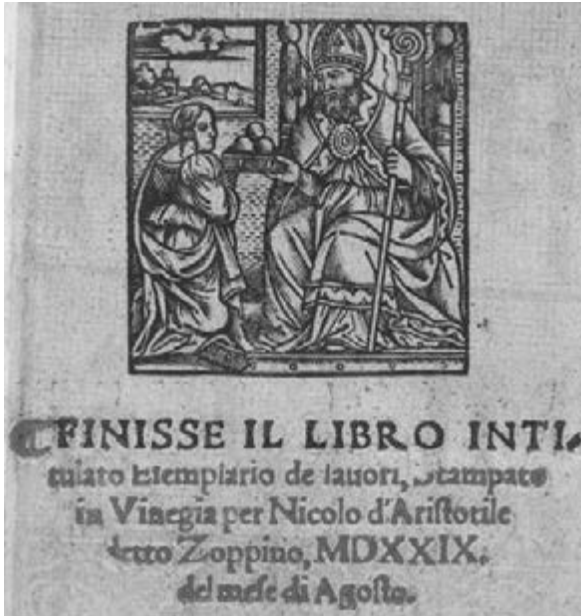 FINISSE IL LIBRO INTI-
tulato Esemplario de lauori, Stampato
in Vinegia per Nicolo d'Ariſtotile
detto Zoppino, MDXXIX.
del meſe di Agoſto.